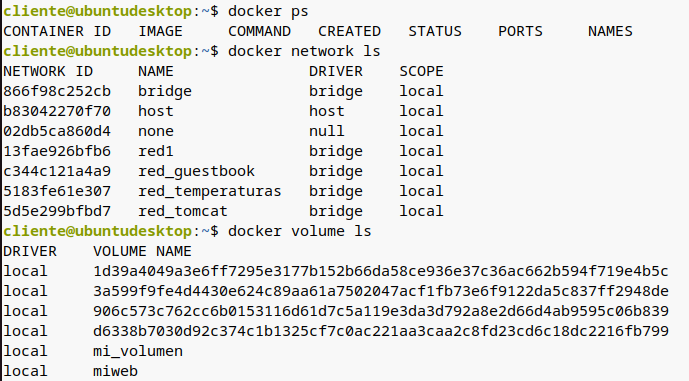 cliente@ubuntudesktop:~$ docker ps
CONTAINER ID   IMAGE     COMMAND   CREATED   STATUS    PORTS     NAMES
cliente@ubuntudesktop:~$ docker network ls
NETWORK ID     NAME               DRIVER    SCOPE
866f98c252cb   bridge             bridge    local
b83042270f70   host               host      local
02db5ca860d4   none               null      local
13fae926bfb6   red1               bridge    local
c344c121a4a9   red_guestbook      bridge    local
5183fe61e307   red_temperaturas   bridge    local
5d5e299bfbd7   red_tomcat         bridge    local
cliente@ubuntudesktop:~$ docker volume ls
DRIVER    VOLUME NAME
local     1d39a4049a3e6ff7295e3177b152b66da58ce936e37c36ac662b594f719e4b5c
local     3a599f9fe4d4430e624c89aa61a7502047acf1fb73e6f9122da5c837ff2948de
local     906c573c762cc6b0153116d61d7c5a119e3da3d792a8e2d66d4ab9595c06b839
local     d6338b7030d92c374c1b1325cf7c0ac221aa3caa2c8fd23cd6c18dc2216fb799
local     mi_volumen
local     miweb